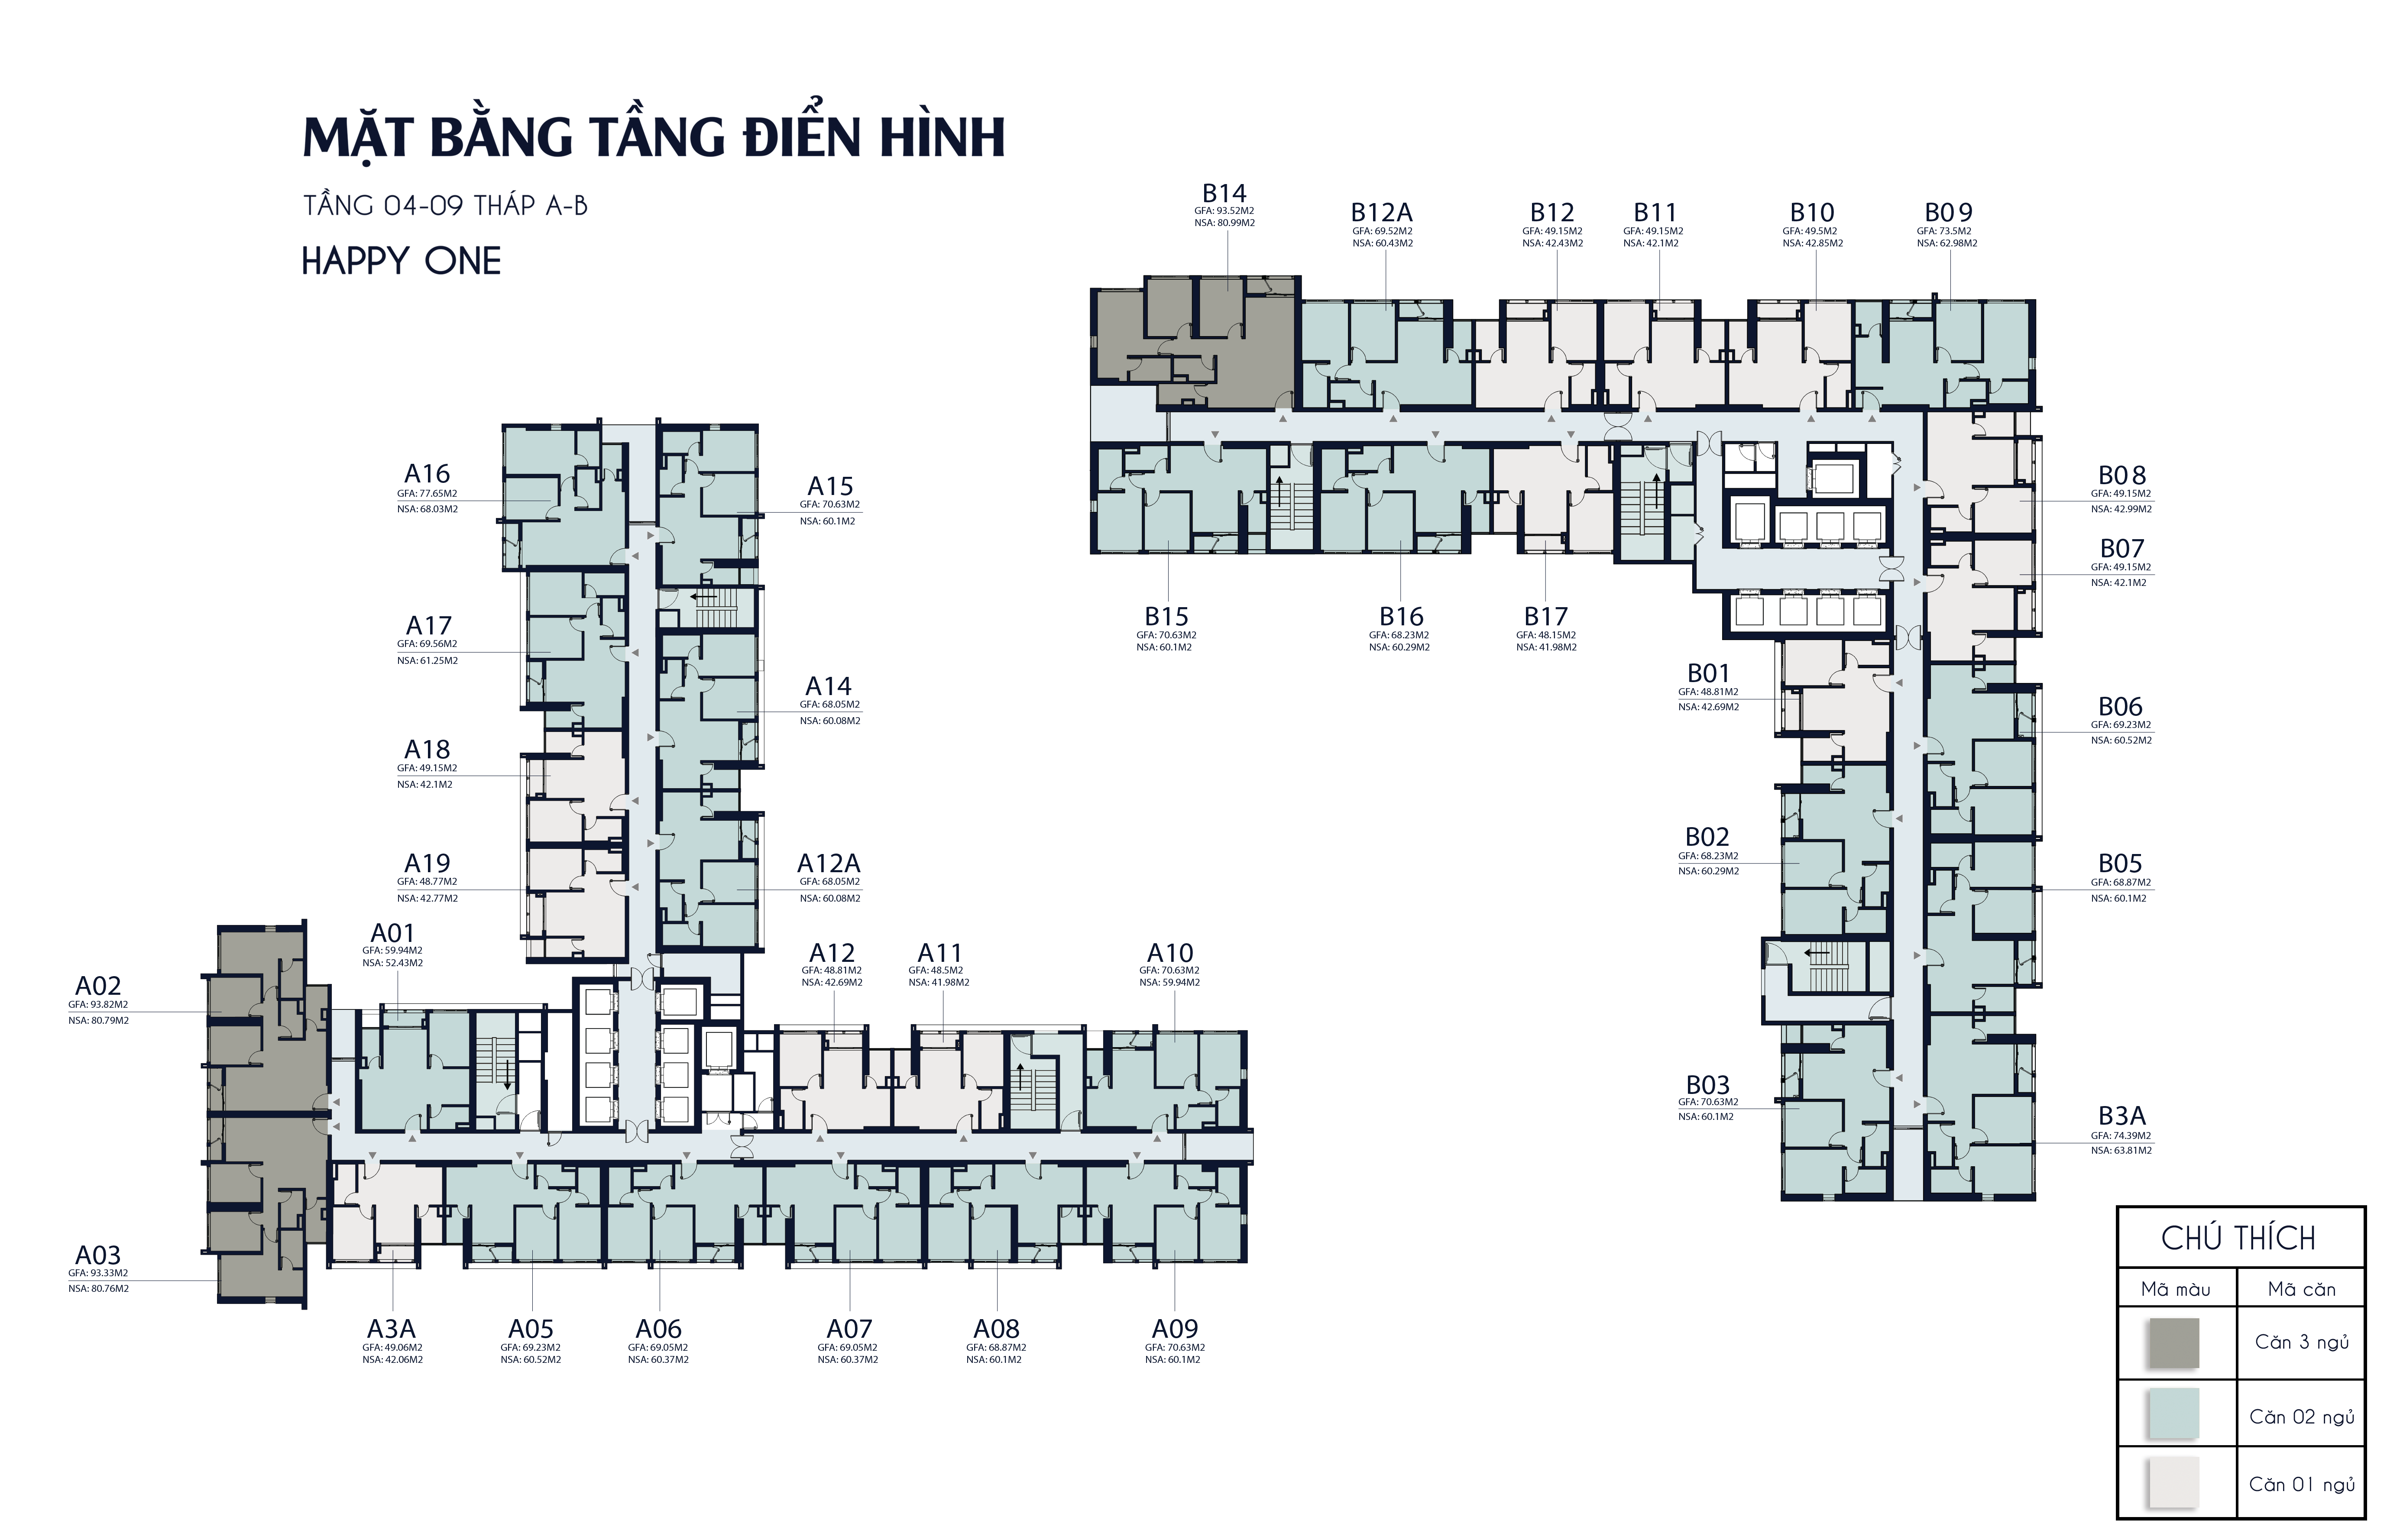 MẶT BẰNG TẦNG ĐIỂN HÌNH
TẦNG 04-09 THÁP A-B
HAPPY ONE
B14
GFA: 93.52M2
NSA: 80.99M2
B12A
GFA: 69.52M2
NSA: 60.43M2
B12
GFA: 49.15M2
NSA: 42.43M2
B11
GFA: 49.15M2
NSA: 42.1M2
B10
GFA: 49.5M2
NSA: 42.85M2
B09
GFA: 73.5M2
NSA: 62.98M2
A16
GFA: 77.65M2
NSA: 68.03M2
A15
GFA: 70.63M2
NSA: 60.1M2
B08
GFA: 49.15M2
NSA: 42.99M2
B07
GFA: 49.15M2
NSA: 42.1M2
A17
GFA: 69.56M2
NSA: 61.25M2
B15
GFA: 70.63M2
NSA: 60.1M2
B16
GFA: 68.23M2
NSA: 60.29M2
B17
GFA: 48.15M2
NSA: 41.98M2
A14
GFA: 68.05M2
NSA: 60.08M2
B01
GFA: 48.81M2
NSA: 42.69M2
B06
GFA: 69.23M2
NSA: 60.52M2
A18
GFA: 49.15M2
NSA: 42.1M2
B02
GFA: 68.23M2
NSA: 60.29M2
A19
GFA: 48.77M2
NSA: 42.77M2
A12A
GFA: 68.05M2
NSA: 60.08M2
B05
GFA: 68.87M2
NSA: 60.1M2
A01
GFA: 59.94M2
NSA: 52.43M2
A12
GFA: 48.81M2
NSA: 42.69M2
A11
GFA: 48.5M2
NSA: 41.98M2
A10
GFA: 70.63M2
NSA: 59.94M2
A02
GFA: 93.82M2
NSA: 80.79M2
B03
GFA: 70.63M2
NSA: 60.1M2
B3A
GFA: 74.39M2
NSA: 63.81M2
A03
GFA: 93.33M2
NSA: 80.76M2
A3A
GFA: 49.06M2
NSA: 42.06M2
A05
GFA: 69.23M2
NSA: 60.52M2
A06
GFA: 69.05M2
NSA: 60.37M2
A07
GFA: 69.05M2
NSA: 60.37M2
A08
GFA: 68.87M2
NSA: 60.1M2
A09
GFA: 70.63M2
NSA: 60.1M2
CHÚ THÍCH
Mã màu Mã căn
Căn 3 ngủ
Căn 02 ngủ
Căn 01 ngủ